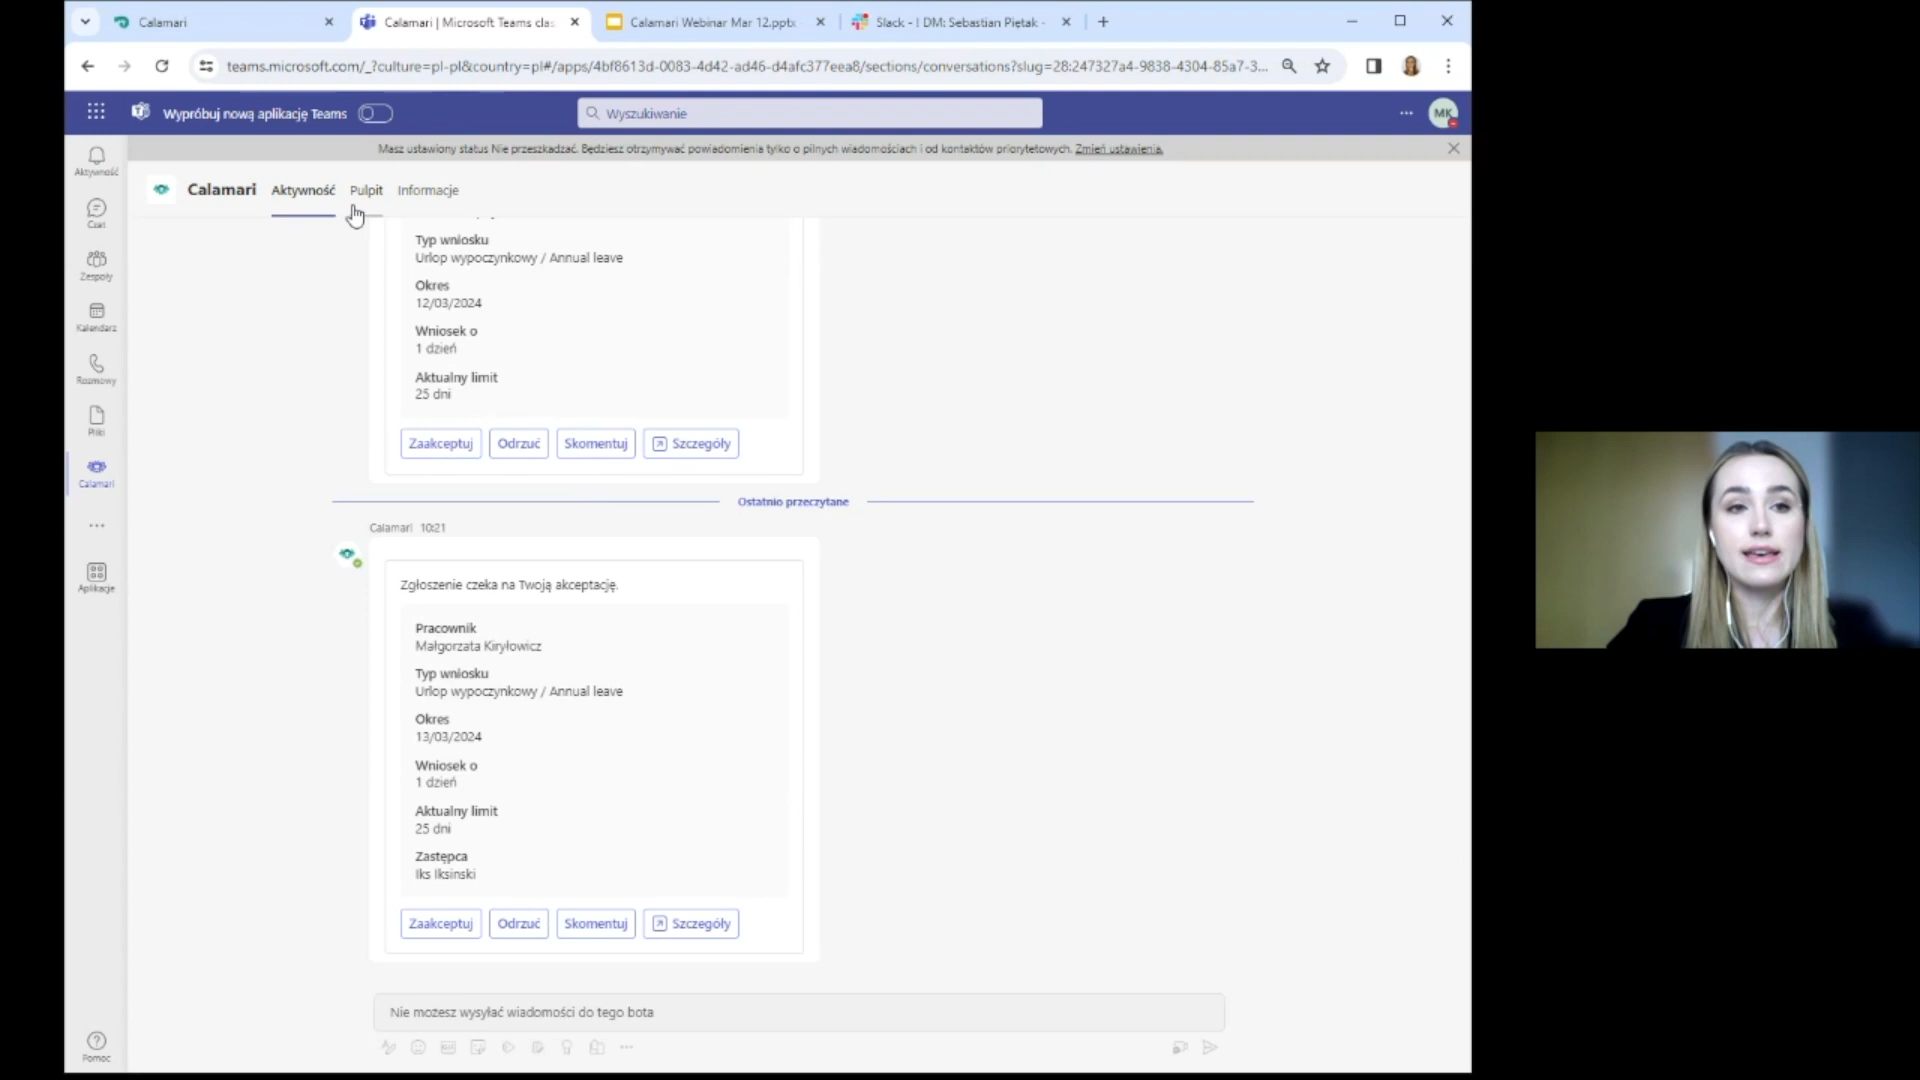 Calamari
Calamari | Microsoft Teams clas
Calamari Webinar Mar 12.pptx
Slack - ! DM: Sebastian Piętak -
teams.microsoft.com/_?culture=pl-pl&country=pl#/apps/4bf8613d-0083-4d42-ad46-d4afc377eea8/sections/conversations?slug=28:247327a4-9838-4304-85a7-3...
Wypróbuj nową aplikację Teams
Wyszukiwanie
MK
Masz ustawiony status Nie przeszkadzać. Będziesz otrzymywać powiadomienia tylko o pilnych wiadomościach i od kontaktów priorytetowych. Zmień ustawienia.
Aktywność
Czat
Zespoły
Kalendarz
Rozmowy
Pliki
Calamari
Aplikacje
Pomoc
Calamari
Aktywność
Pulpit
Informacje
Typ wniosku
Urlop wypoczynkowy / Annual leave
Okres
12/03/2024
Wniosek o
1 dzień
Aktualny limit
25 dni
Zaakceptuj
Odrzuć
Skomentuj
Szczegóły
Ostatnio przeczytane
Calamari 10:21
Zgłoszenie czeka na Twoją akceptację.
Pracownik
Małgorzata Kiryłowicz
Typ wniosku
Urlop wypoczynkowy / Annual leave
Okres
13/03/2024
Wniosek o
1 dzień
Aktualny limit
25 dni
Zastępca
Iks Iksinski
Zaakceptuj
Odrzuć
Skomentuj
Szczegóły
Nie możesz wysyłać wiadomości do tego bota